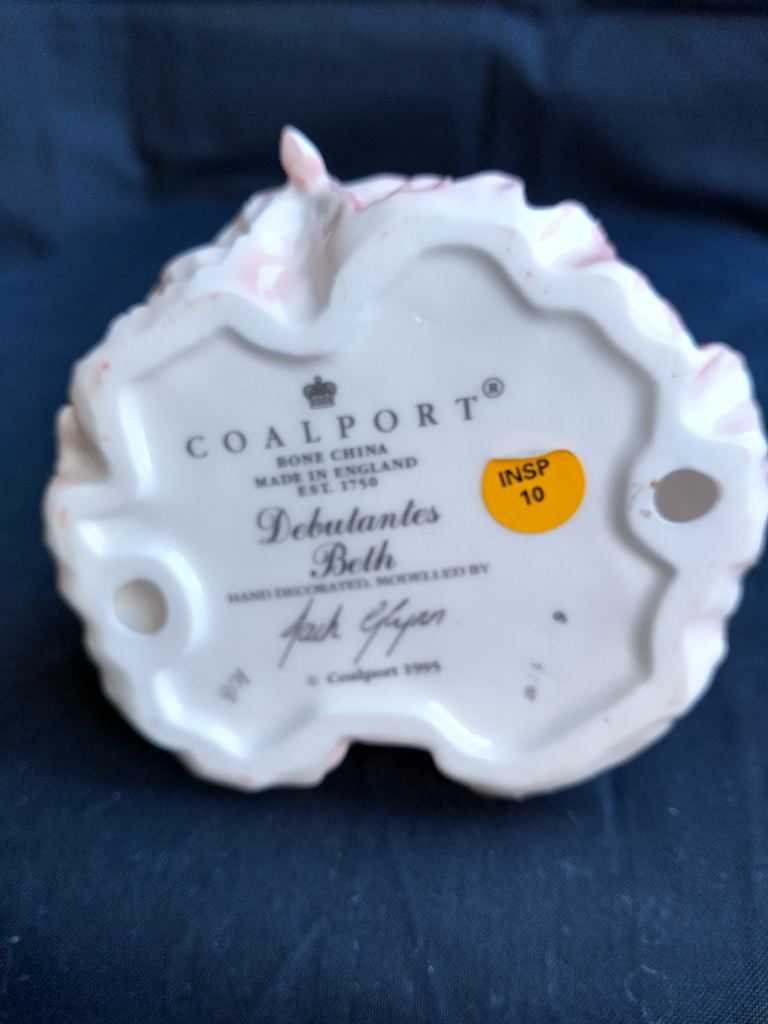 COALPORT®
BONE CHINA
MADE IN ENGLAND
EST. 1750
Debutantes
Beth
HAND DECORATED, MODELLED BY
Jack Glynn
© Coalport 1995
INSP
10